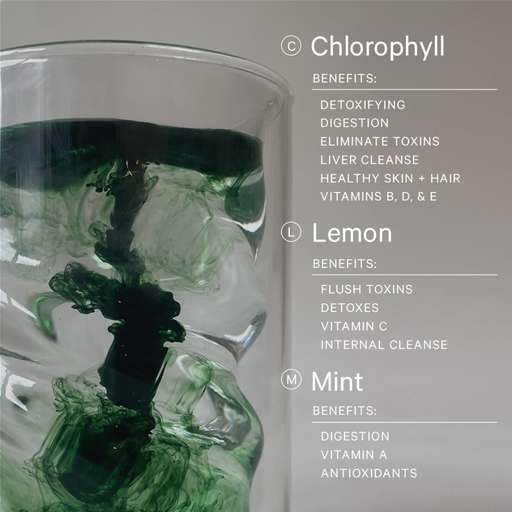 C Chlorophyll
BENEFITS:
DETOXIFYING
DIGESTION
ELIMINATE TOXINS
LIVER CLEANSE
HEALTHY SKIN + HAIR
VITAMINS B, D, & E
L Lemon
BENEFITS:
FLUSH TOXINS
DETOXES
VITAMIN C
INTERNAL CLEANSE
M Mint
BENEFITS:
DIGESTION
VITAMIN A
ANTIOXIDANTS